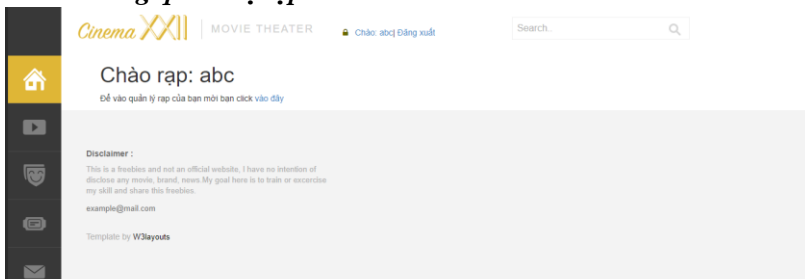 Cinema XXII | MOVIE THEATER
Chào: abc| Đăng xuất
Search..
Chào rạp: abc
Để vào quản lý rạp của bạn mời bạn click vào đây
Disclaimer :
This is a freebies and not an official website, I have no intention of
disclose any movie, brand, news.My goal here is to train or excercise
my skill and share this freebies.
example@mail.com
Template by W3layouts